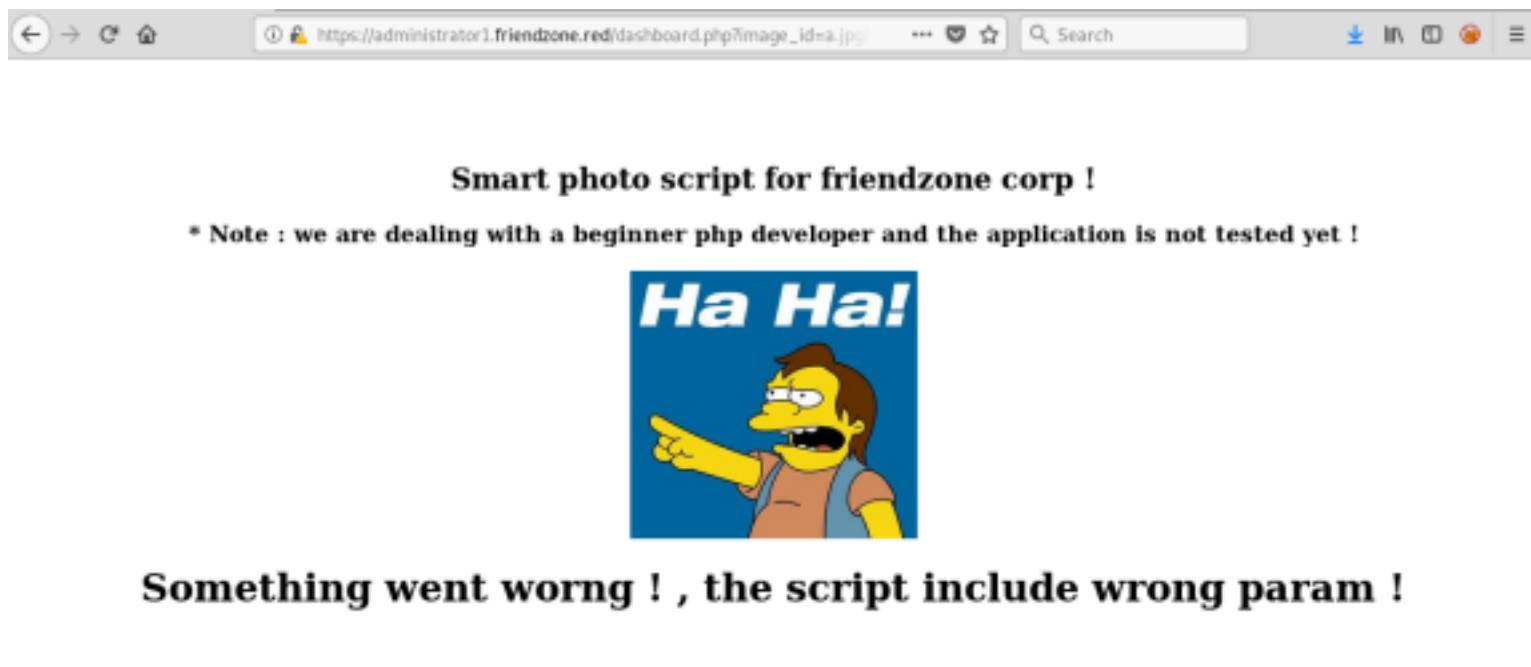 https://administrator1.friendzone.red/dashboard.php?image_id=a.jpg
Search
Smart photo script for friendzone corp !
* Note : we are dealing with a beginner php developer and the application is not tested yet !
Ha Ha!
Something went worng ! , the script include wrong param !